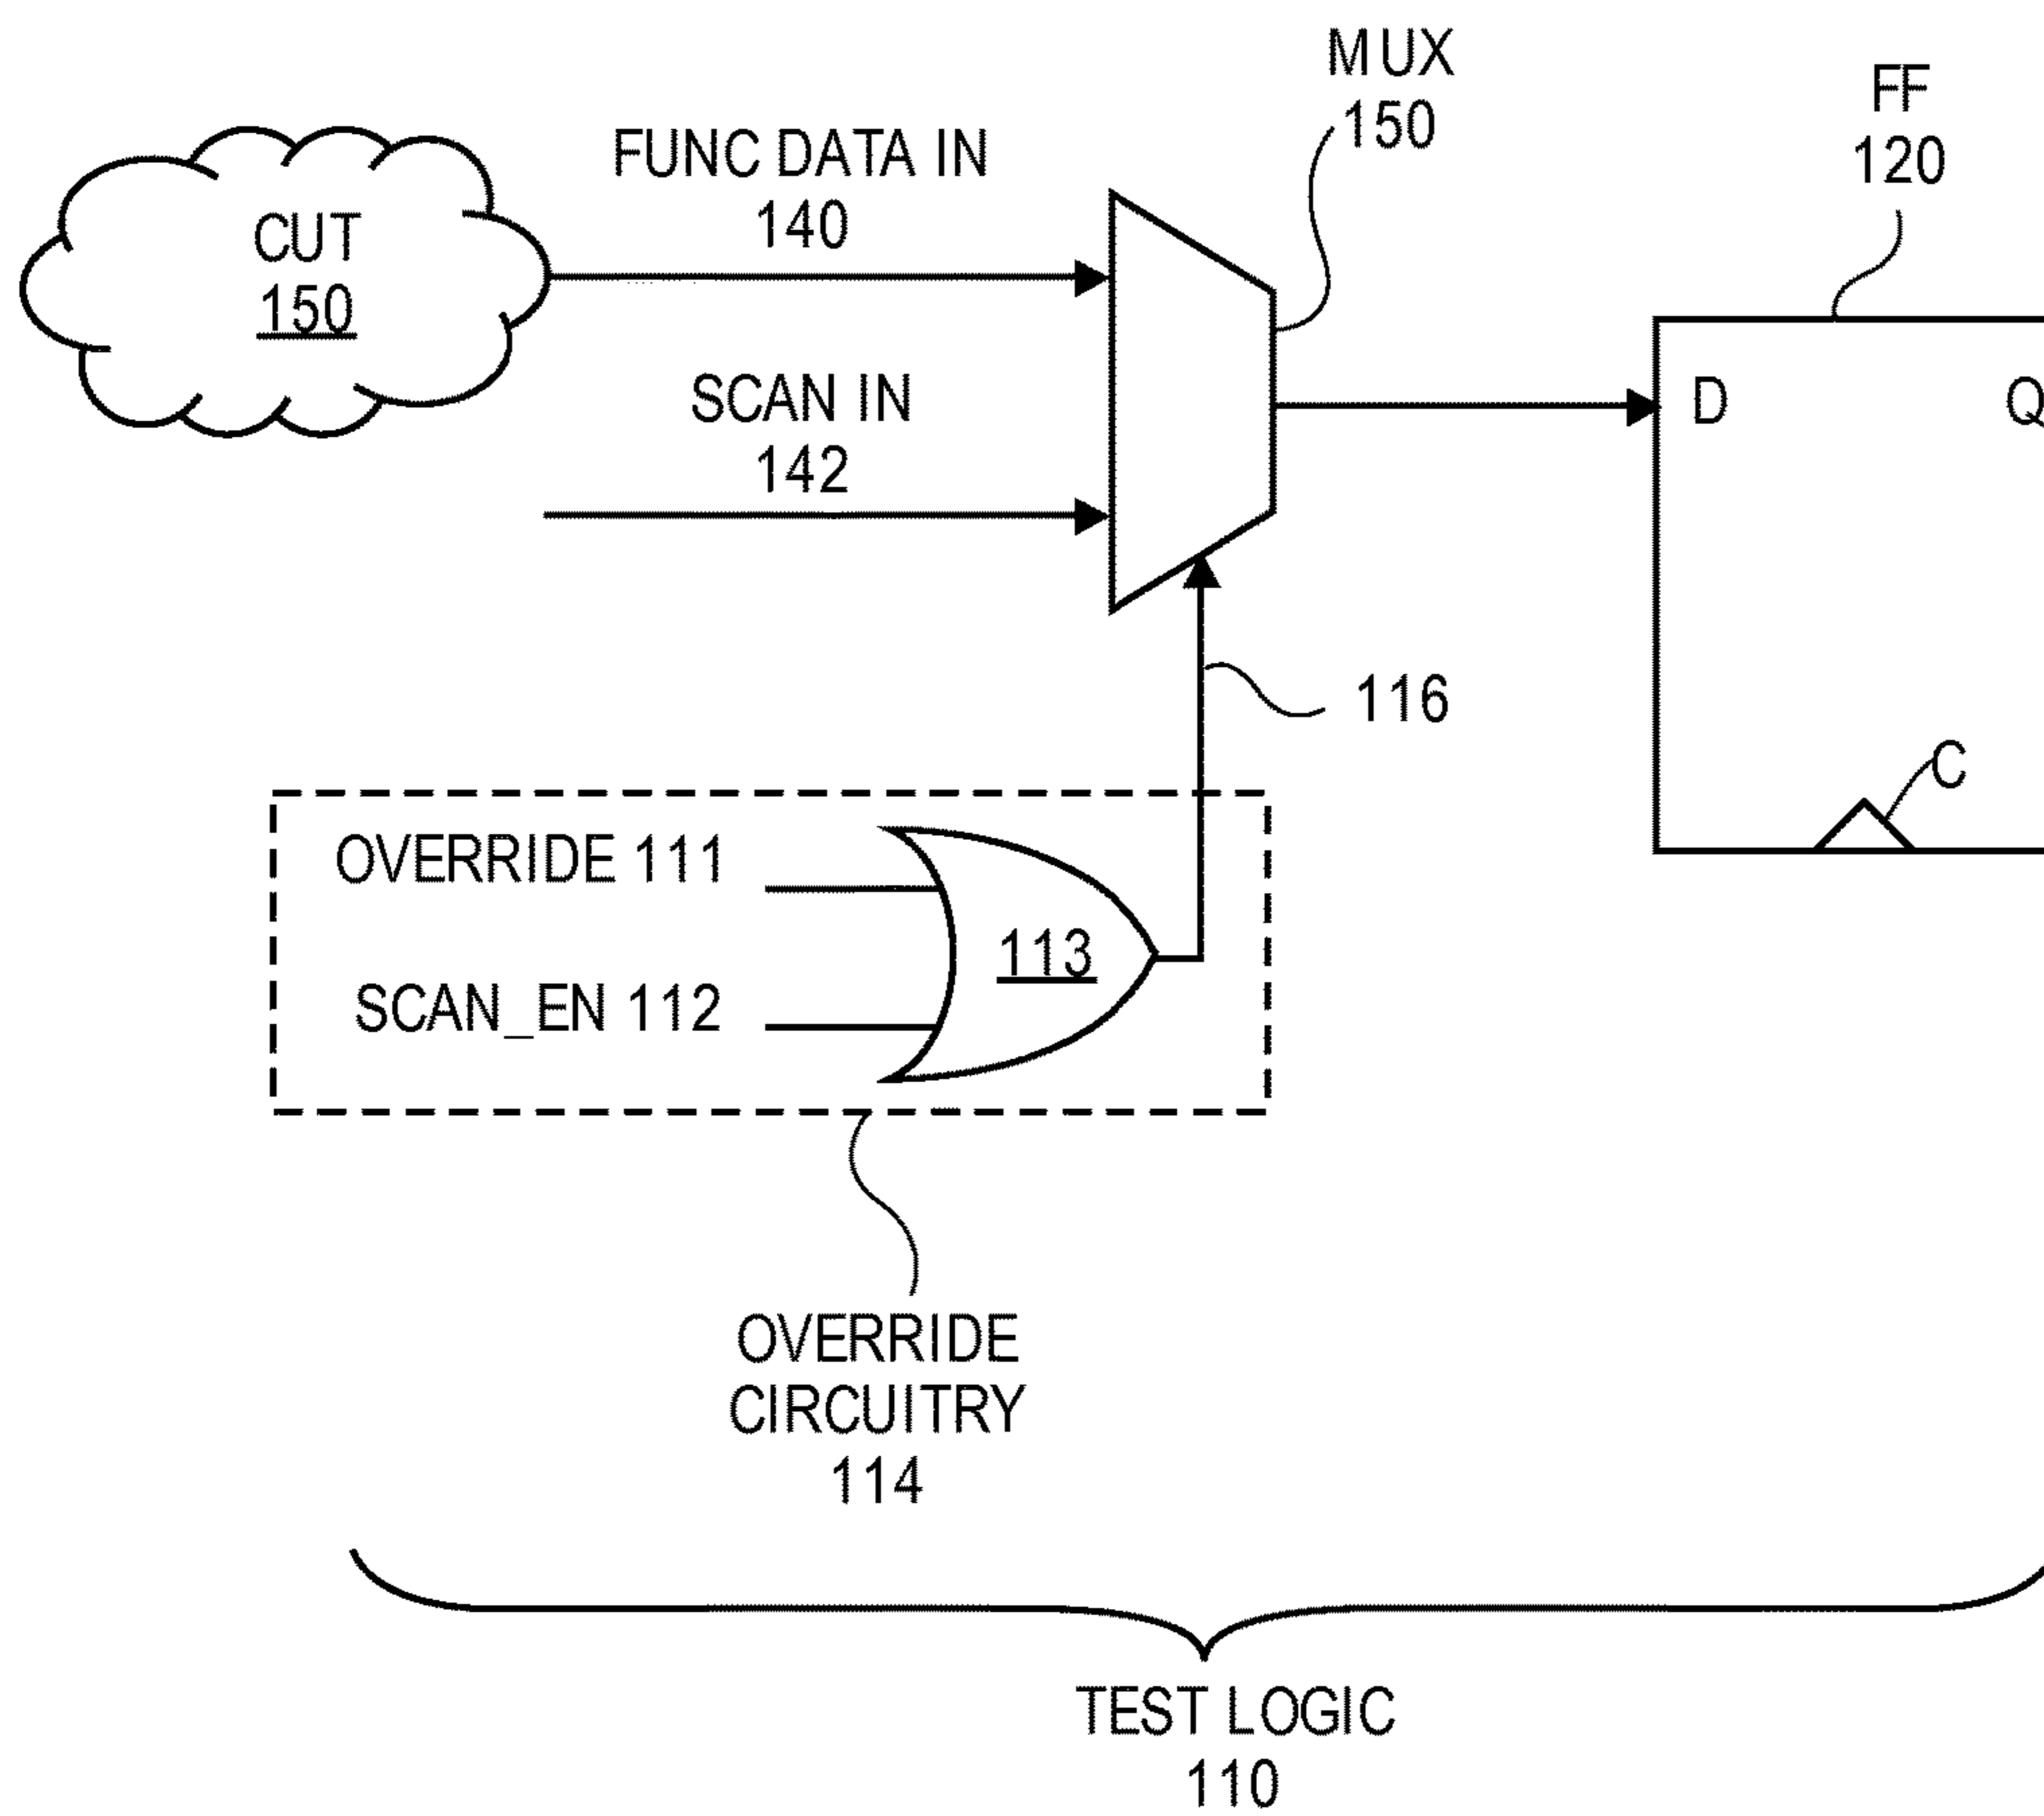 MUX
150
FF
120
FUNC DATA IN
140
CUT
150
SCAN IN
142
D
Q
116
C
OVERRIDE 111
113
SCAN_EN 112
OVERRIDE
CIRCUITRY
114
TEST LOGIC
110